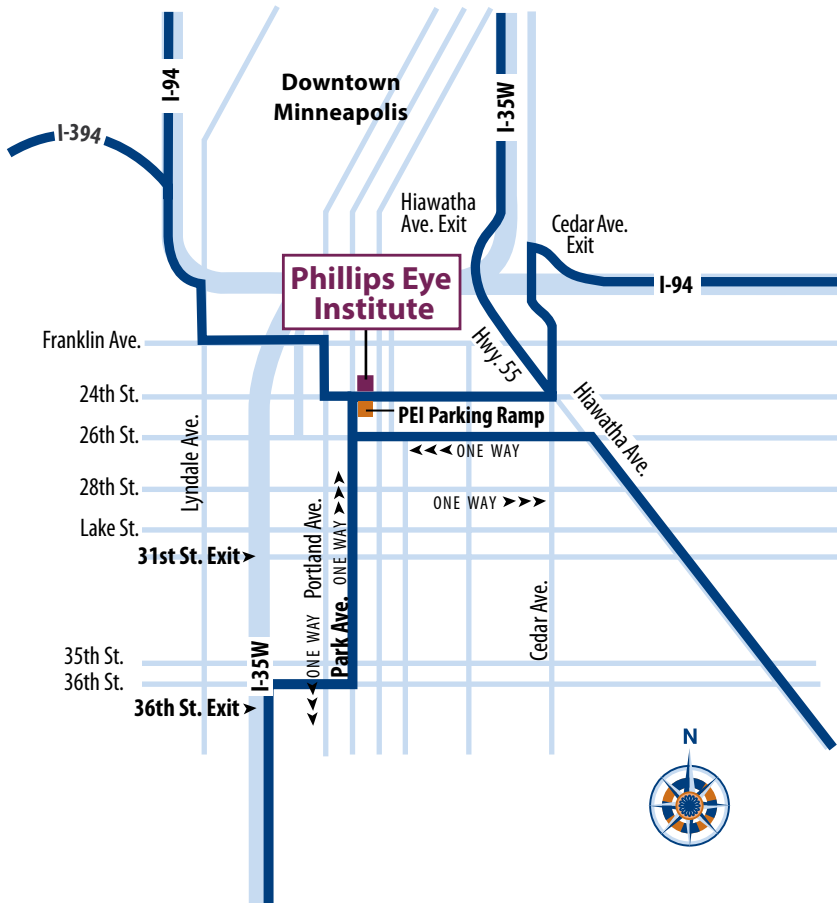 I-94
I-35W
Downtown
Minneapolis
I-394
Hiawatha
Ave. Exit
Cedar Ave.
Exit
Phillips Eye
Institute
I-94
Franklin Ave.
Hwy. 55
24th St.
PEI Parking Ramp
Hiawatha Ave.
26th St.
ONE WAY
Lyndale Ave.
28th St.
ONE WAY
Lake St.
Portland Ave.
ONE WAY
31st St. Exit
Park Ave.
ONE WAY
Cedar Ave.
35th St.
I-35W
36th St.
36th St. Exit
N